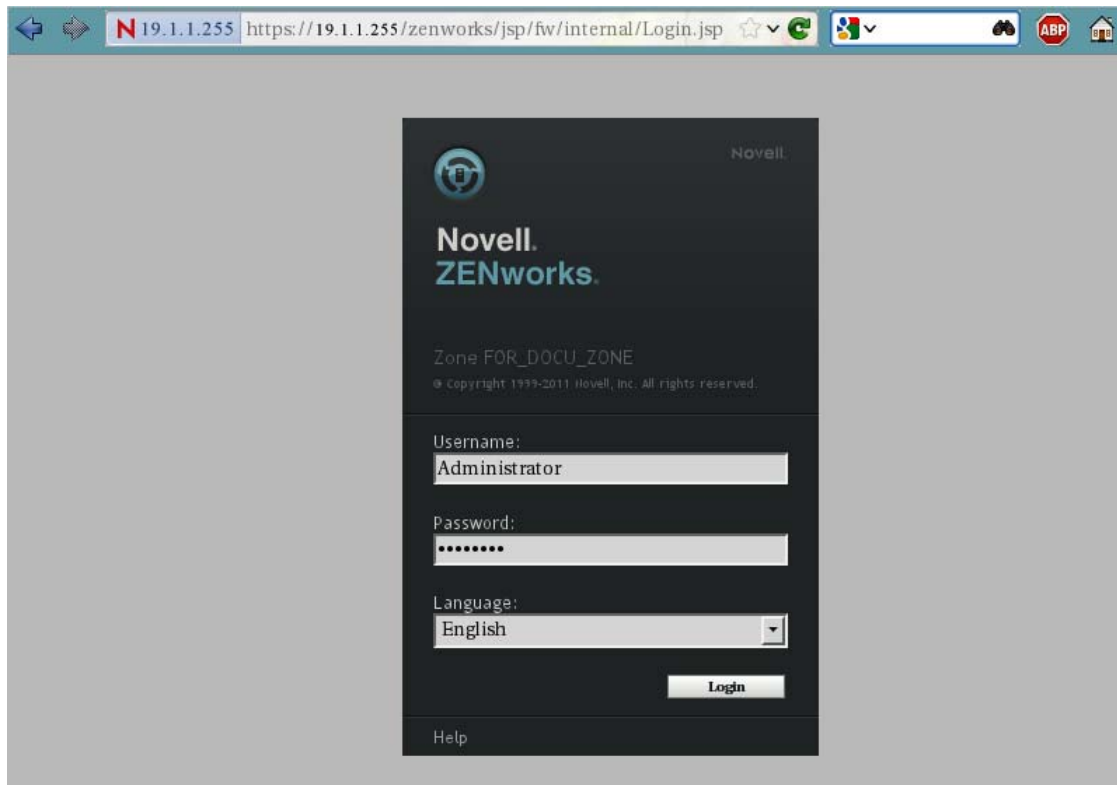 N 19.1.1.255 https://19.1.1.255/zenworks/jsp/fw/internal/Login.jsp
ABP
Novell.
Novell.
ZENworks.
Zone FOR_DOCU_ZONE
© Copyright 1999-2011 Novell, Inc. All rights reserved.
Username:
Administrator
Password:
••••••••
Language:
English
Login
Help